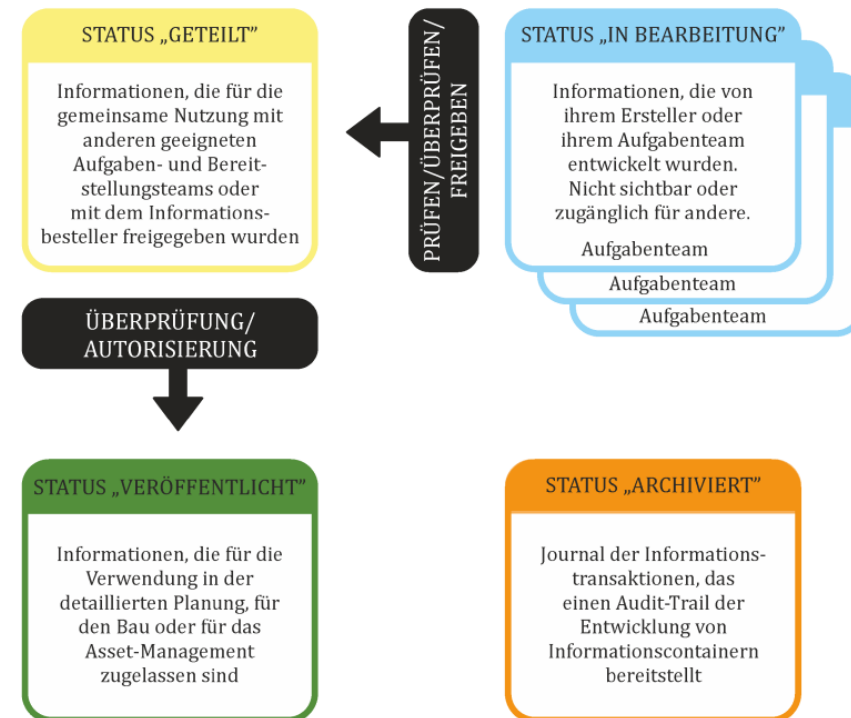 STATUS „GETEILT”
Informationen, die für die
gemeinsame Nutzung mit
anderen geeigneten
Aufgaben- und Bereit-
stellungsteams oder
mit dem Informations-
besteller freigegeben wurden
PRÜFEN/ÜBERPRÜFEN/
FREIGEBEN
STATUS „IN BEARBEITUNG”
Informationen, die von
ihrem Ersteller oder
ihrem Aufgabenteam
entwickelt wurden.
Nicht sichtbar oder
zugänglich für andere.
Aufgabenteam
Aufgabenteam
Aufgabenteam
ÜBERPRÜFUNG/
AUTORISIERUNG
STATUS „VERÖFFENTLICHT”
Informationen, die für die
Verwendung in der
detaillierten Planung, für
den Bau oder für das
Asset-Management
zugelassen sind
STATUS „ARCHIVIERT”
Journal der Informations-
transaktionen, das
einen Audit-Trail der
Entwicklung von
Informationscontainern
bereitstellt